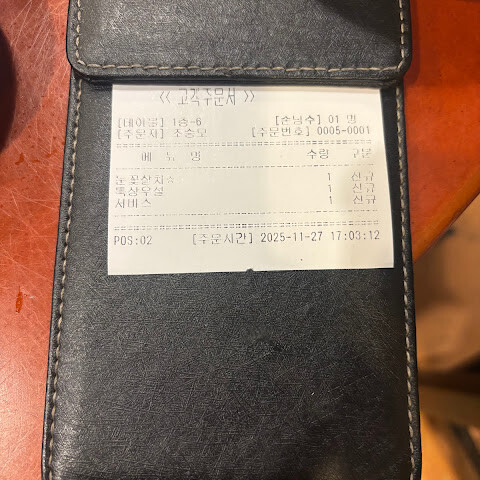 << 고객주문서 >>
[테이블] 1층-6 [손님수] 01 명
[주문자] 조승모 [주문번호] 0005-0001
메 뉴 명 수량 구분
눈꽃살치☆ 1 신규
특상우설 1 신규
서비스 1 신규
POS:02 [주문시간] 2025-11-27 17:03:12